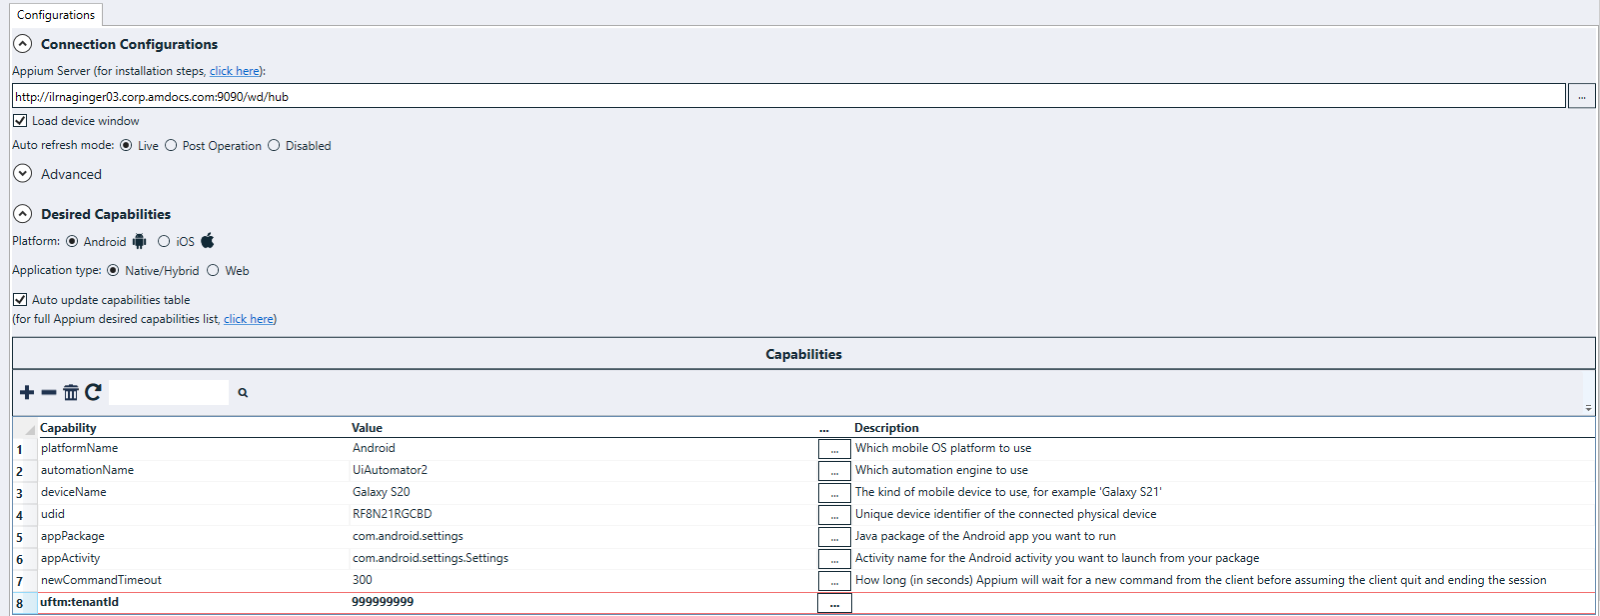 Configurations
Connection Configurations
Appium Server (for installation steps, click here):
http://ilrnaginger03.corp.amdocs.com:9090/wd/hub ...
Load device window
Auto refresh mode: Live Post Operation Disabled
Advanced
Desired Capabilities
Platform: Android iOS
Application type: Native/Hybrid Web
Auto update capabilities table
(for full Appium desired capabilities list, click here)
Capabilities
Capability Value ... Description
1 platformName Android ... Which mobile OS platform to use
2 automationName UiAutomator2 ... Which automation engine to use
3 deviceName Galaxy S20 ... The kind of mobile device to use, for example 'Galaxy S21'
4 udid RF8N21RGCBD ... Unique device identifier of the connected physical device
5 appPackage com.android.settings ... Java package of the Android app you want to run
6 appActivity com.android.settings.Settings ... Activity name for the Android activity you want to launch from your package
7 newCommandTimeout 300 ... How long (in seconds) Appium will wait for a new command from the client before assuming the client quit and ending the session
8 uftm:tenantId 999999999 ...